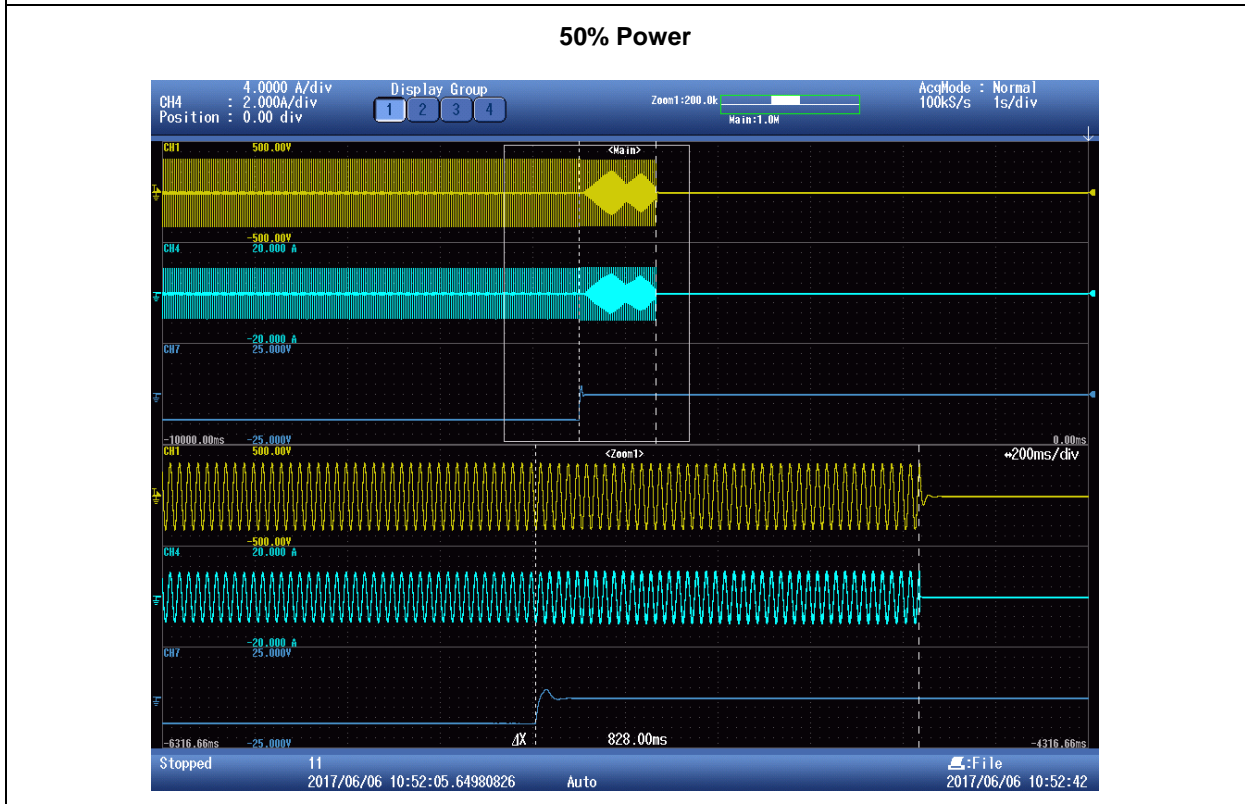 50% Power
4.0000 A/div
CH4 : 2.000A/div
Position : 0.00 div
Display Group
1 2 3 4
Zoom1:200.0k
Main:1.0M
AcqMode : Normal
100kS/s 1s/div
CH1 500.00V
<Main>
-500.00V
CH4 20.000 A
-20.000 A
CH7 25.000V
-10000.00ms -25.000V 0.00ms
CH1 500.00V
<Zoom1>
⇔200ms/div
-500.00V
CH4 20.000 A
-20.000 A
CH7 25.000V
ΔX 828.00ms
-6316.66ms -25.000V -4316.66ms
Stopped 11
2017/06/06 10:52:05.64980826 Auto
:File
2017/06/06 10:52:42